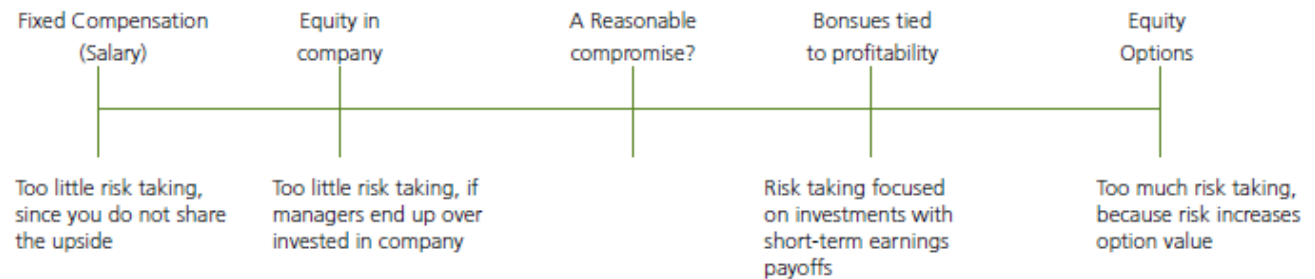 Fixed Compensation
(Salary)
Equity in
company
A Reasonable
compromise?
Bonsues tied
to profitability
Equity
Options
Too little risk taking,
since you do not share
the upside
Too little risk taking, if
managers end up over
invested in company
Risk taking focused
on investments with
short-term earnings
payoffs
Too much risk taking,
because risk increases
option value